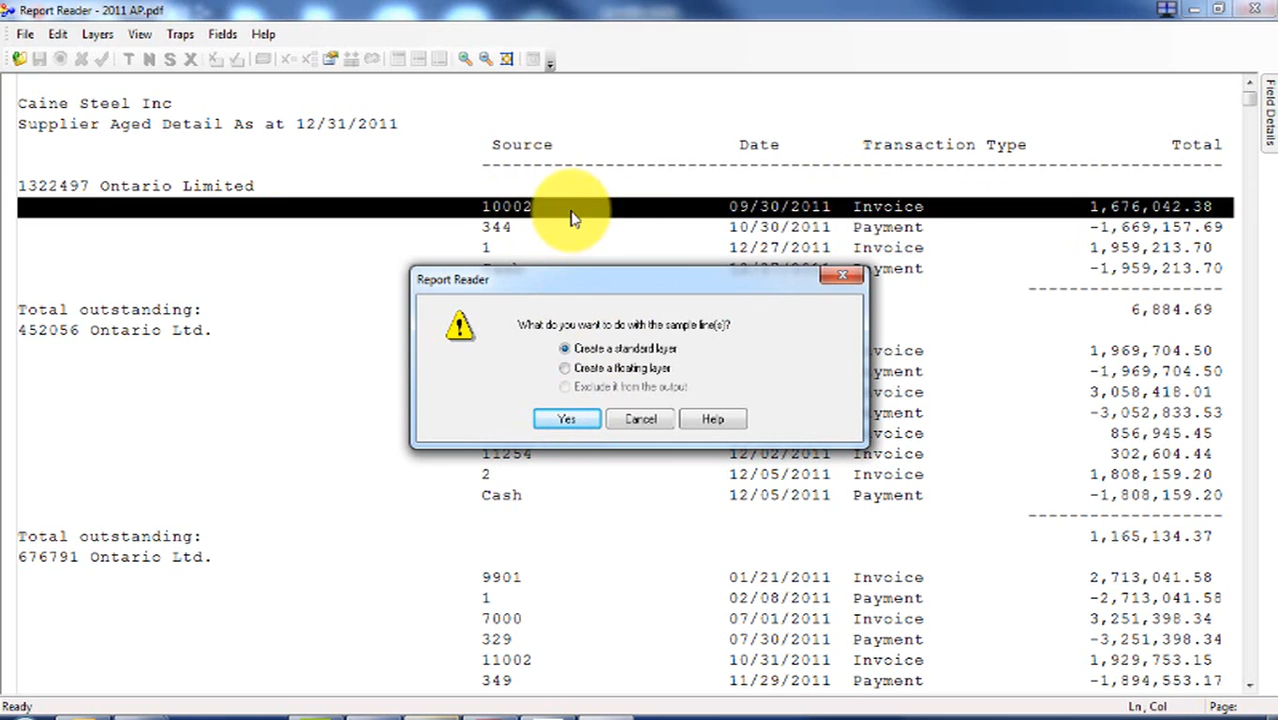 Report Reader - 2011 AP.pdf
File Edit Layers View Traps Fields Help
Field Details
Caine Steel Inc
Supplier Aged Detail As at 12/31/2011
Source Date Transaction Type Total
1322497 Ontario Limited
10002 09/30/2011 Invoice 1,676,042.38
344 10/30/2011 Payment -1,669,157.69
1 12/27/2011 Invoice 1,959,213.70
Payment -1,959,213.70
Total outstanding: 6,884.69
452056 Ontario Ltd.
Invoice 1,969,704.50
Payment -1,969,704.50
Invoice 3,058,418.01
Payment -3,052,833.53
Invoice 856,945.45
11254 12/02/2011 Invoice 302,604.44
2 12/05/2011 Invoice 1,808,159.20
Cash 12/05/2011 Payment -1,808,159.20
Total outstanding: 1,165,134.37
676791 Ontario Ltd.
9901 01/21/2011 Invoice 2,713,041.58
1 02/08/2011 Payment -2,713,041.58
7000 07/01/2011 Invoice 3,251,398.34
329 07/30/2011 Payment -3,251,398.34
11002 10/31/2011 Invoice 1,929,753.15
349 11/29/2011 Payment -1,894,553.17
Report Reader
What do you want to do with the sample line(s)?
Create a standard layer
Create a floating layer
Exclude it from the output
Yes Cancel Help
Ready Ln, Col Page: